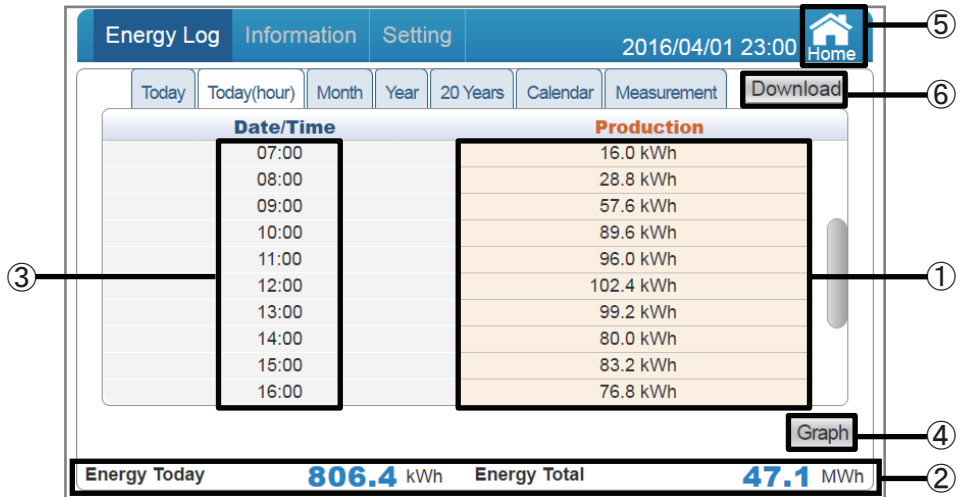 Energy Log Information Setting 2016/04/01 23:00 Home ⑤
Today Today(hour) Month Year 20 Years Calendar Measurement Download ⑥
Date/Time Production
07:00 16.0 kWh
08:00 28.8 kWh
09:00 57.6 kWh
10:00 89.6 kWh
11:00 96.0 kWh
③ ①
12:00 102.4 kWh
13:00 99.2 kWh
14:00 80.0 kWh
15:00 83.2 kWh
16:00 76.8 kWh
Graph ④
Energy Today 806.4 kWh Energy Total 47.1 MWh ②